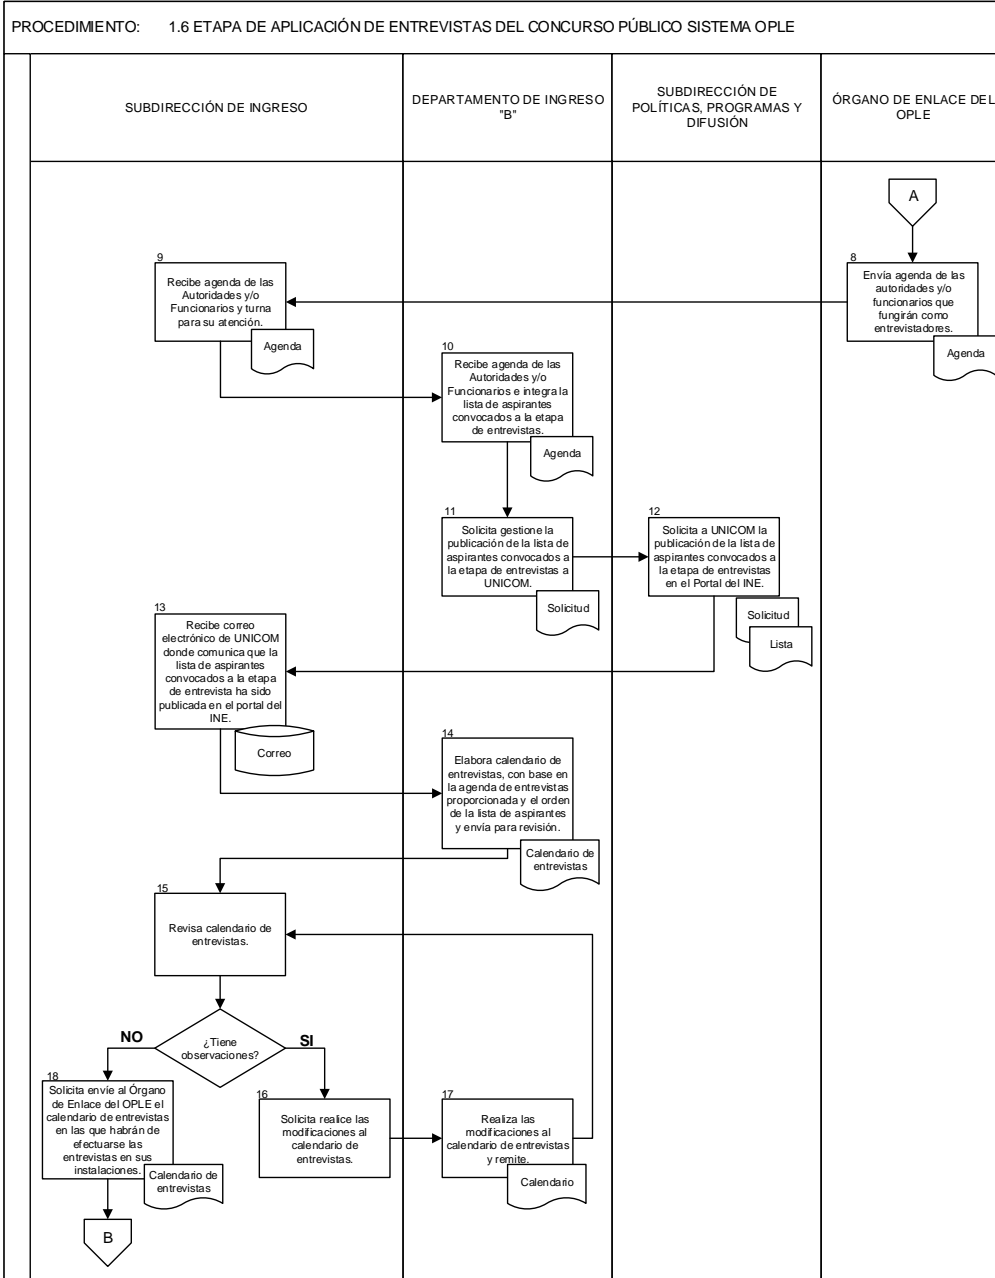 PROCEDIMIENTO: 1.6 ETAPA DE APLICACIÓN DE ENTREVISTAS DEL CONCURSO PÚBLICO SISTEMA OPLE
SUBDIRECCIÓN DE INGRESO
DEPARTAMENTO DE INGRESO
"B"
SUBDIRECCIÓN DE
POLÍTICAS, PROGRAMAS Y
DIFUSIÓN
ÓRGANO DE ENLACE DEL
OPLE
A
8
Envía agenda de las
autoridades y/o
funcionarios que
fungirán como
entrevistadores.
Agenda
9
Recibe agenda de las
Autoridades y/o
Funcionarios y turna
para su atención.
Agenda
10
Recibe agenda de las
Autoridades y/o
Funcionarios e integra la
lista de aspirantes
convocados a la etapa
de entrevistas.
Agenda
11
Solicita gestione la
publicación de la lista de
aspirantes convocados a
la etapa de entrevistas a
UNICOM.
Solicitud
12
Solicita a UNICOM la
publicación de la lista de
aspirantes convocados a
la etapa de entrevistas
en el Portal del INE.
Solicitud
Lista
13
Recibe correo
electrónico de UNICOM
donde comunica que la
lista de aspirantes
convocados a la etapa
de entrevista ha sido
publicada en el portal del
INE.
Correo
14
Elabora calendario de
entrevistas, con base en
la agenda de entrevistas
proporcionada y el orden
de la lista de aspirantes
y envía para revisión.
Calendario de
entrevistas
15
Revisa calendario de
entrevistas.
¿Tiene
observaciones?
NO
SI
16
Solicita realice las
modificaciones al
calendario de
entrevistas.
17
Realiza las
modificaciones al
calendario de entrevistas
y remite.
Calendario
18
Solicita envíe al Órgano
de Enlace del OPLE el
calendario de entrevistas
en las que habrán de
efectuarse las
entrevistas en sus
instalaciones.
Calendario de
entrevistas
B